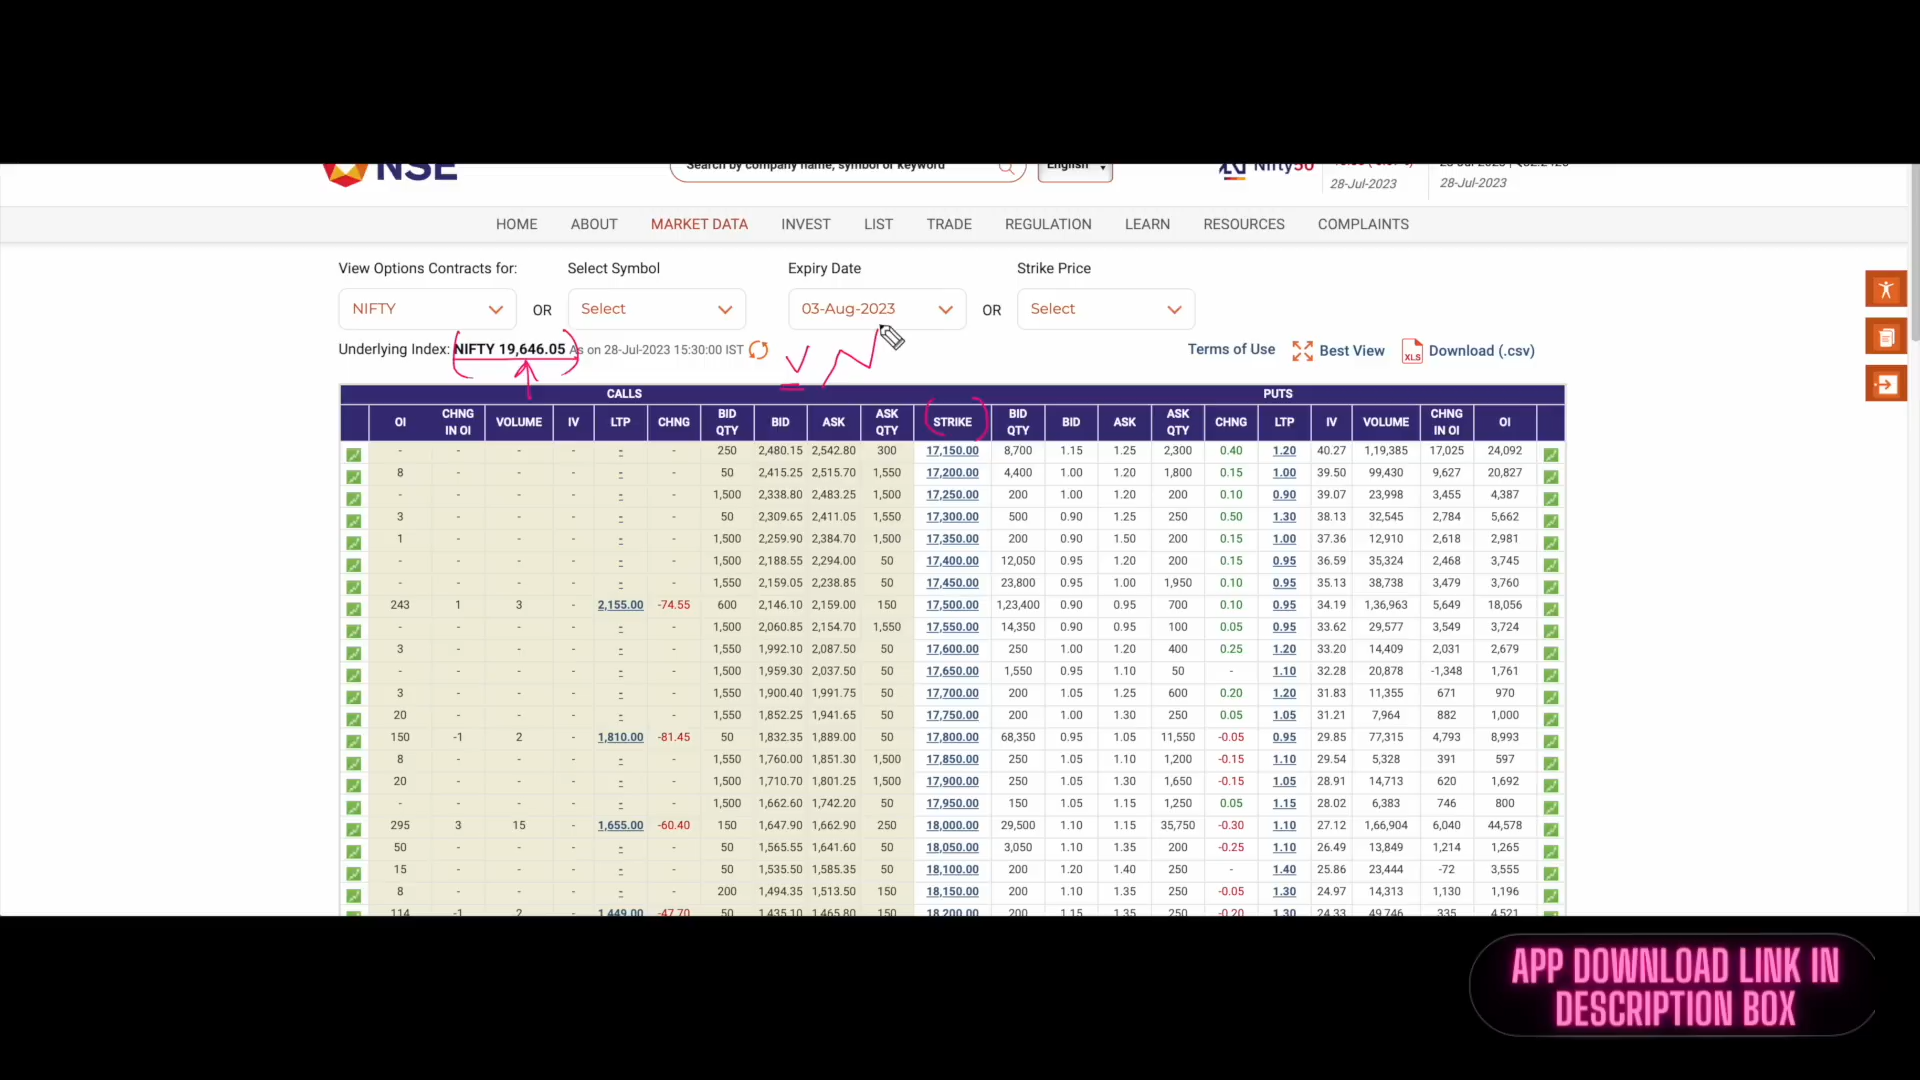 NSE
Search by company name, symbol or keyword
English
Nifty50
28-Jul-2023
28-Jul-2023
HOME ABOUT MARKET DATA INVEST LIST TRADE REGULATION LEARN RESOURCES COMPLAINTS
View Options Contracts for: Select Symbol Expiry Date Strike Price
NIFTY OR Select 03-Aug-2023 OR Select
Underlying Index: NIFTY 19,646.05 As on 28-Jul-2023 15:30:00 IST Terms of Use Best View XLS Download (.csv)
CALLS PUTS
OI CHNG IN OI VOLUME IV LTP CHNG BID QTY BID ASK ASK QTY STRIKE BID QTY BID ASK ASK QTY CHNG LTP IV VOLUME CHNG IN OI OI
- - - - - - 250 2,480.15 2,542.80 300 17,150.00 8,700 1.15 1.25 2,300 0.40 1.20 40.27 1,19,385 17,025 24,092
8 - - - - - 50 2,415.25 2,515.70 1,550 17,200.00 4,400 1.00 1.20 1,800 0.15 1.00 39.50 99,430 9,627 20,827
- - - - - - 1,500 2,338.80 2,483.25 1,500 17,250.00 200 1.00 1.20 200 0.10 0.90 39.07 23,998 3,455 4,387
3 - - - - - 50 2,309.65 2,411.05 1,550 17,300.00 500 0.90 1.25 250 0.50 1.30 38.13 32,545 2,784 5,662
1 - - - - - 1,500 2,259.90 2,384.70 1,500 17,350.00 200 0.90 1.50 200 0.15 1.00 37.36 12,910 2,618 2,981
- - - - - - 1,500 2,188.55 2,294.00 50 17,400.00 12,050 0.95 1.20 200 0.15 0.95 36.59 35,324 2,468 3,745
- - - - - - 1,550 2,159.05 2,238.85 50 17,450.00 23,800 0.95 1.00 1,950 0.10 0.95 35.13 38,738 3,479 3,760
243 1 3 - 2,155.00 -74.55 600 2,146.10 2,159.00 150 17,500.00 1,23,400 0.90 0.95 700 0.10 0.95 34.19 1,36,963 5,649 18,056
- - - - - - 1,500 2,060.85 2,154.70 1,550 17,550.00 14,350 0.90 0.95 100 0.05 0.95 33.62 29,577 3,549 3,724
3 - - - - - 1,550 1,992.10 2,087.50 50 17,600.00 250 1.00 1.20 400 0.25 1.20 33.20 14,409 2,031 2,679
- - - - - - 1,500 1,959.30 2,037.50 50 17,650.00 1,550 0.95 1.10 50 - 1.10 32.28 20,878 -1,348 1,761
3 - - - - - 1,550 1,900.40 1,991.75 50 17,700.00 200 1.05 1.25 600 0.20 1.20 31.83 11,355 671 970
20 - - - - - 1,550 1,852.25 1,941.65 50 17,750.00 200 1.00 1.30 250 0.05 1.05 31.21 7,964 882 1,000
150 -1 2 - 1,810.00 -81.45 50 1,832.35 1,889.00 50 17,800.00 68,350 0.95 1.05 11,550 -0.05 0.95 29.85 77,315 4,793 8,993
8 - - - - - 1,550 1,760.00 1,851.30 1,500 17,850.00 250 1.05 1.10 1,200 -0.15 1.10 29.54 5,328 391 597
20 - - - - - 1,500 1,710.70 1,801.25 1,500 17,900.00 250 1.05 1.30 1,650 -0.15 1.05 28.91 14,713 620 1,692
- - - - - - 1,500 1,662.60 1,742.20 50 17,950.00 150 1.05 1.15 1,250 0.05 1.15 28.02 6,383 746 800
295 3 15 - 1,655.00 -60.40 150 1,647.90 1,662.90 250 18,000.00 29,500 1.10 1.15 35,750 -0.30 1.10 27.12 1,66,904 6,040 44,578
50 - - - - - 50 1,565.55 1,641.60 50 18,050.00 3,050 1.10 1.35 200 -0.25 1.10 26.49 13,849 1,214 1,265
15 - - - - - 50 1,535.50 1,585.35 50 18,100.00 200 1.20 1.40 250 - 1.40 25.86 23,444 -72 3,555
8 - - - - - 200 1,494.35 1,513.50 150 18,150.00 200 1.10 1.35 250 -0.05 1.30 24.97 14,313 1,130 1,196
114 -1 2 - 1,449.00 -47.70 50 1,435.10 1,465.80 150 18,200.00 200 1.15 1.35 250 -0.20 1.30 24.33 49,746 335 4,521
APP DOWNLOAD LINK IN
DESCRIPTION BOX